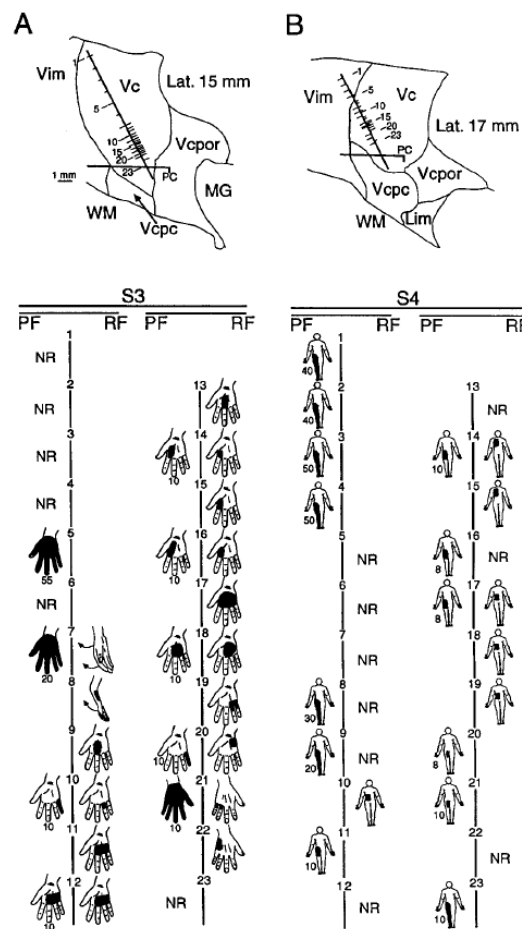 A
Vim
Vc
Lat. 15 mm
1
5
10
15
20
23
Vcpor
PC
1 mm
MG
WM
Vcpc
B
Vim
1
5
Vc
10
15
20
23
Lat. 17 mm
PC
Vcpor
Vcpc
WM
Lim
S3
PF RF PF RF
1
NR
2
NR
13
3
NR
14
10
4
NR
15
5
55
16
10
6
NR
17
7
20
18
10
8
19
9
20
10
10
10
21
10
11
22
12
10
23
NR
S4
PF RF PF RF
1
40
2
40
13
NR
3
50
14
10
4
50
15
5
NR
16
8
NR
6
NR
17
8
7
NR
18
8
30
NR
19
9
20
NR
20
8
10
21
10
11
10
22
NR
12
NR
23
10